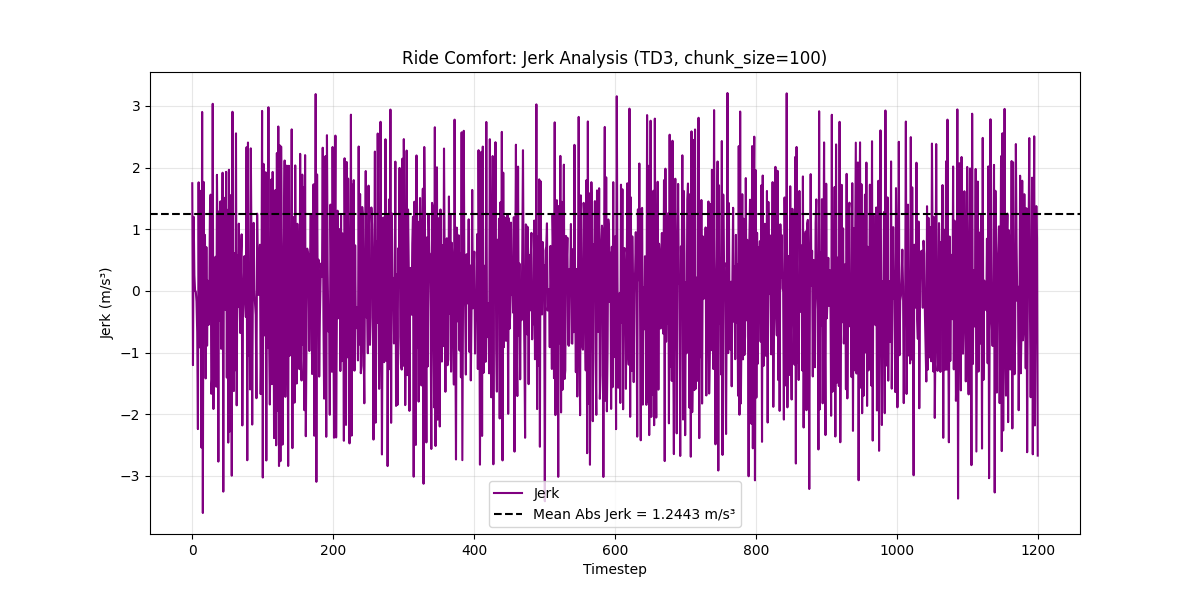 Ride Comfort: Jerk Analysis (TD3, chunk_size=100)
Jerk (m/s³)
3
2
1
0
−1
−2
−3
Jerk
Mean Abs Jerk = 1.2443 m/s³
0 200 400 600 800 1000 1200
Timestep